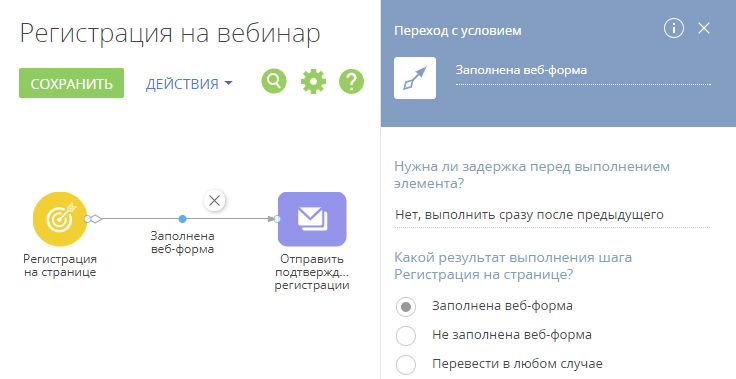 Регистрация на вебинар
СОХРАНИТЬ
ДЕЙСТВИЯ
?
Заполнена
веб-форма
Регистрация
на странице
Отправить
подтвержд...
регистрации
Переход с условием
i
Заполнена веб-форма
Нужна ли задержка перед выполнением
элемента?
Нет, выполнить сразу после предыдущего
Какой результат выполнения шага
Регистрация на странице?
Заполнена веб-форма
Не заполнена веб-форма
Перевести в любом случае